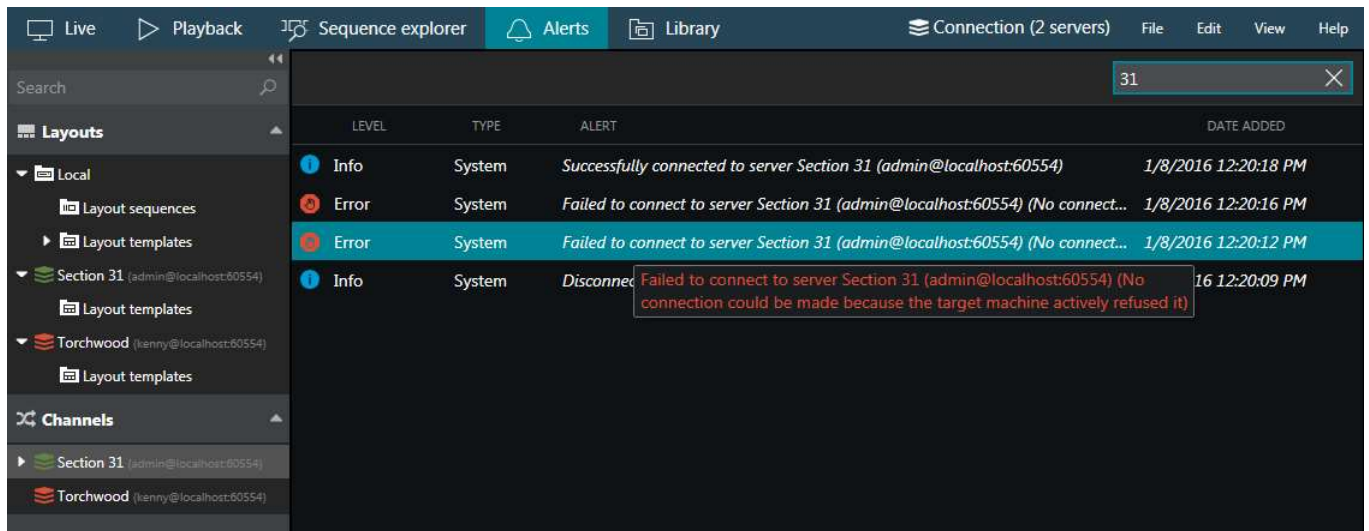 Live Playback Sequence explorer Alerts Library Connection (2 servers) File Edit View Help
Search
31
Layouts
LEVEL TYPE ALERT DATE ADDED
Local
Info System Successfully connected to server Section 31 (admin@localhost:60554) 1/8/2016 12:20:18 PM
Layout sequences
Error System Failed to connect to server Section 31 (admin@localhost:60554) (No connect... 1/8/2016 12:20:16 PM
Layout templates
Error System Failed to connect to server Section 31 (admin@localhost:60554) (No connect... 1/8/2016 12:20:12 PM
Section 31 (admin@localhost:60554)
Info System Disconnec 16 12:20:09 PM
Failed to connect to server Section 31 (admin@localhost:60554) (No
connection could be made because the target machine actively refused it)
Layout templates
Torchwood (kenny@localhost:60554)
Layout templates
Channels
Section 31 (admin@localhost:60554)
Torchwood (kenny@localhost:60554)